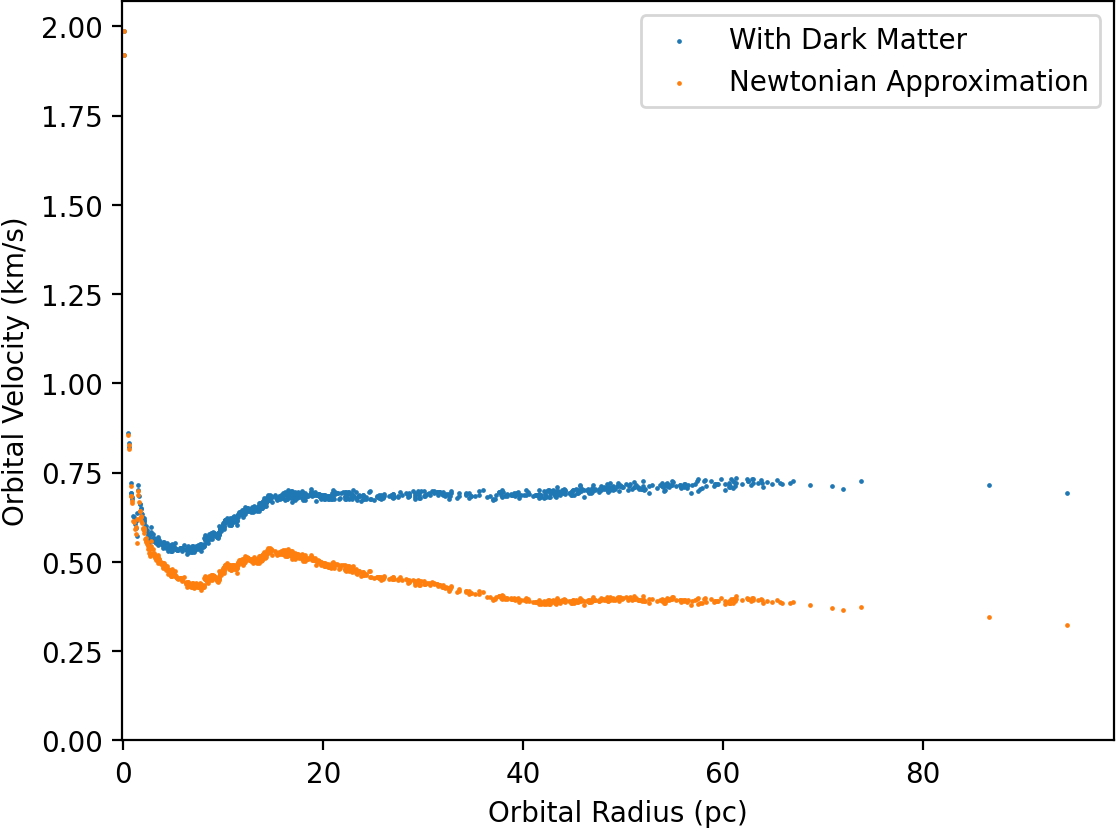 With Dark Matter
Newtonian Approximation
2.00
1.75
1.50
1.25
1.00
0.75
0.50
0.25
0.00
Orbital Velocity (km/s)
0 20 40 60 80
Orbital Radius (pc)